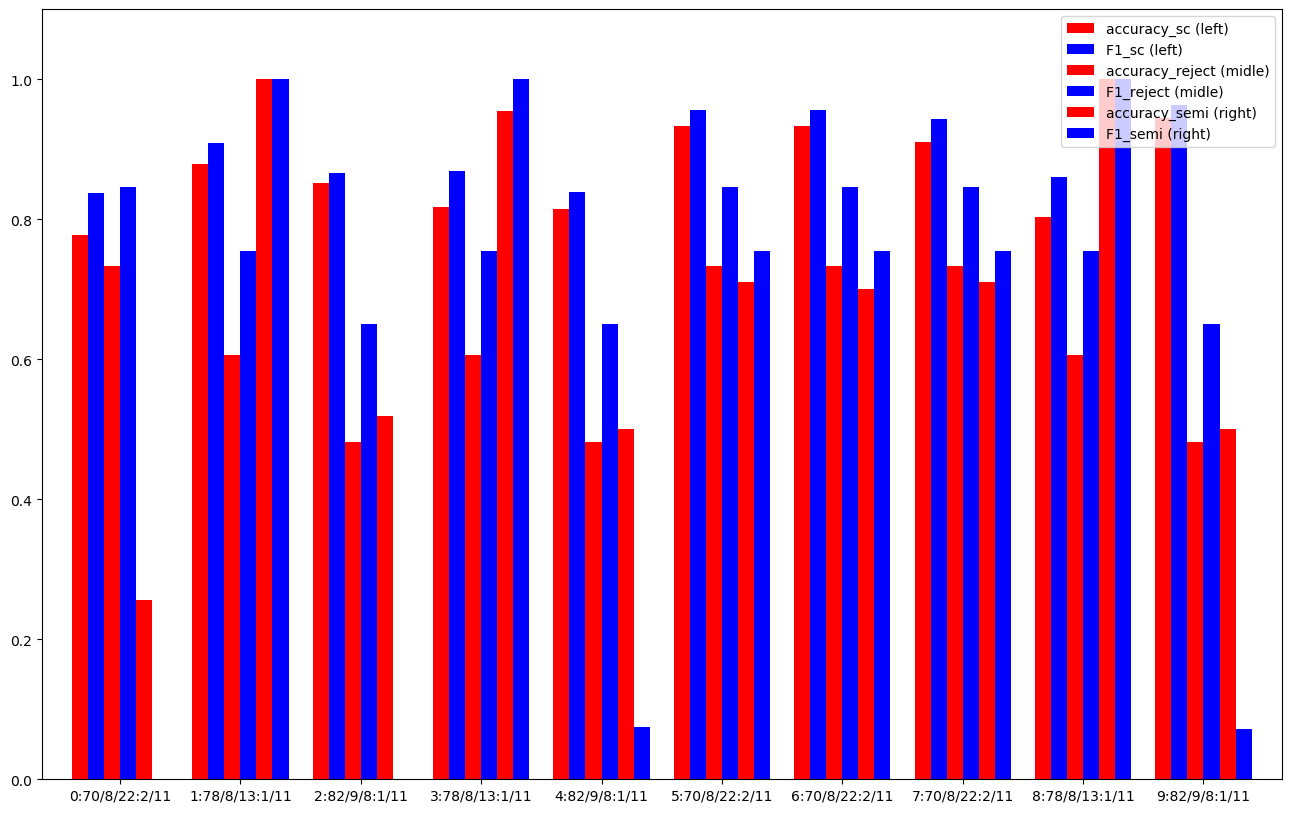 accuracy_sc (left)
F1_sc (left)
accuracy_reject (midle)
F1_reject (midle)
accuracy_semi (right)
F1_semi (right)
1.0
0.8
0.6
0.4
0.2
0.0
0:70/8/22:2/11 1:78/8/13:1/11 2:82/9/8:1/11 3:78/8/13:1/11 4:82/9/8:1/11 5:70/8/22:2/11 6:70/8/22:2/11 7:70/8/22:2/11 8:78/8/13:1/11 9:82/9/8:1/11